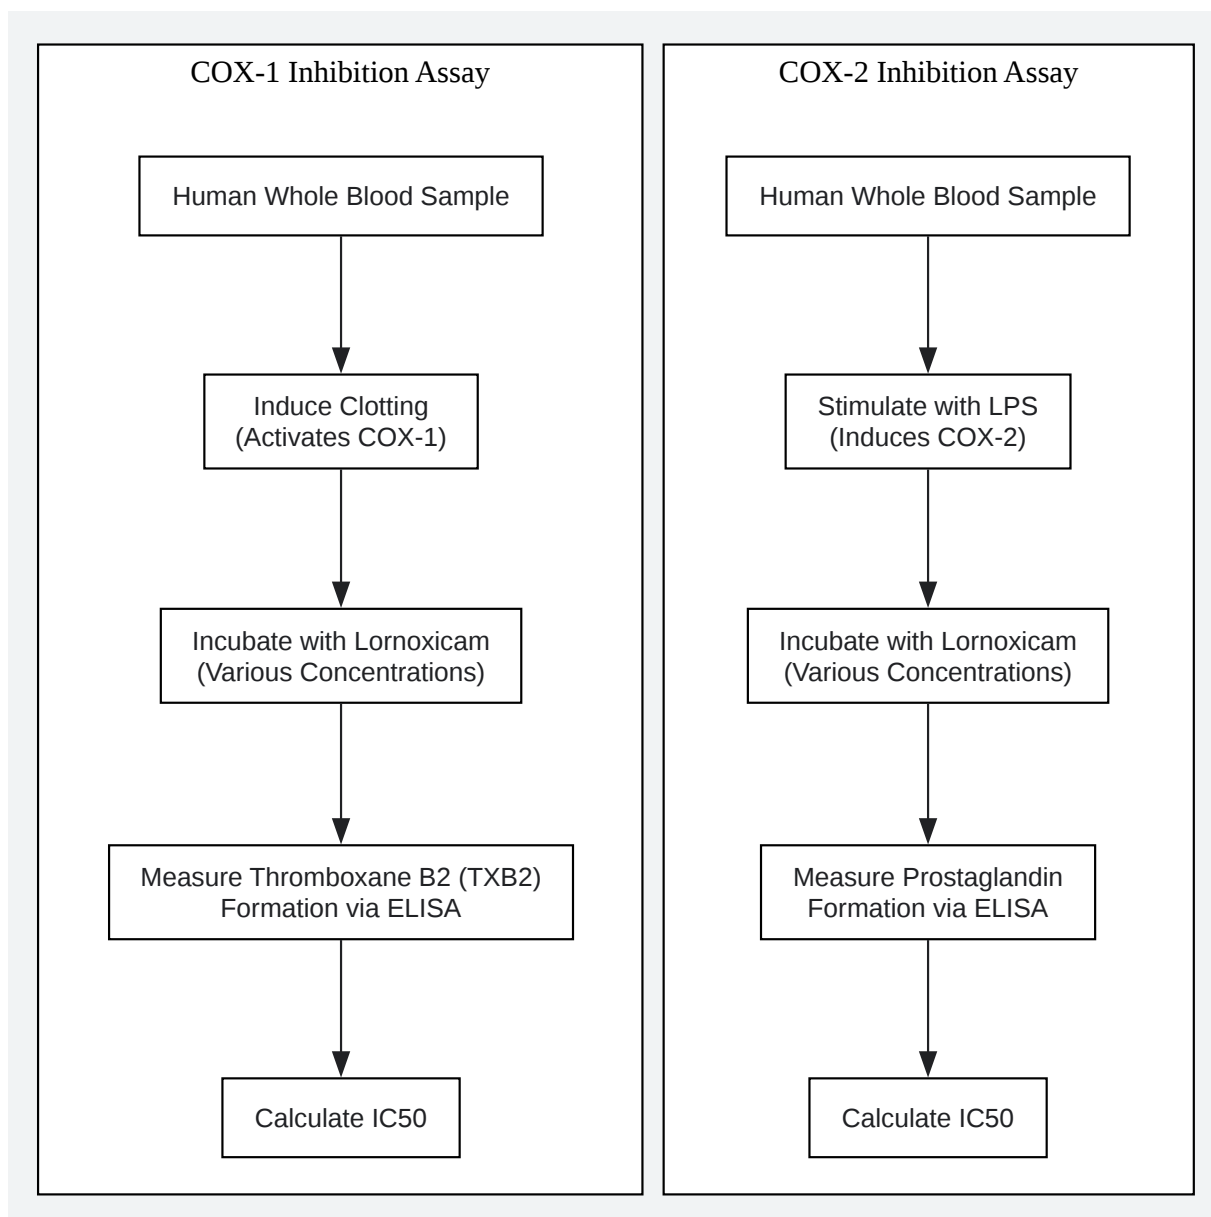 COX-1 Inhibition Assay
Human Whole Blood Sample
Induce Clotting
(Activates COX-1)
Incubate with Lornoxicam
(Various Concentrations)
Measure Thromboxane B2 (TXB2)
Formation via ELISA
Calculate IC50
COX-2 Inhibition Assay
Human Whole Blood Sample
Stimulate with LPS
(Induces COX-2)
Incubate with Lornoxicam
(Various Concentrations)
Measure Prostaglandin
Formation via ELISA
Calculate IC50